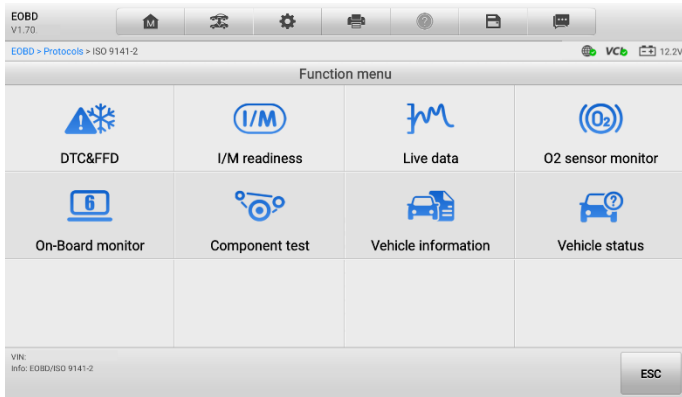 EOBD
V1.70.
M
?
EOBD > Protocols > ISO 9141-2
VCI
12.2V
Function menu
I/M
O2
DTC&FFD
I/M readiness
Live data
O2 sensor monitor
6
?
On-Board monitor
Component test
Vehicle information
Vehicle status
VIN:
Info: EOBD/ISO 9141-2
ESC